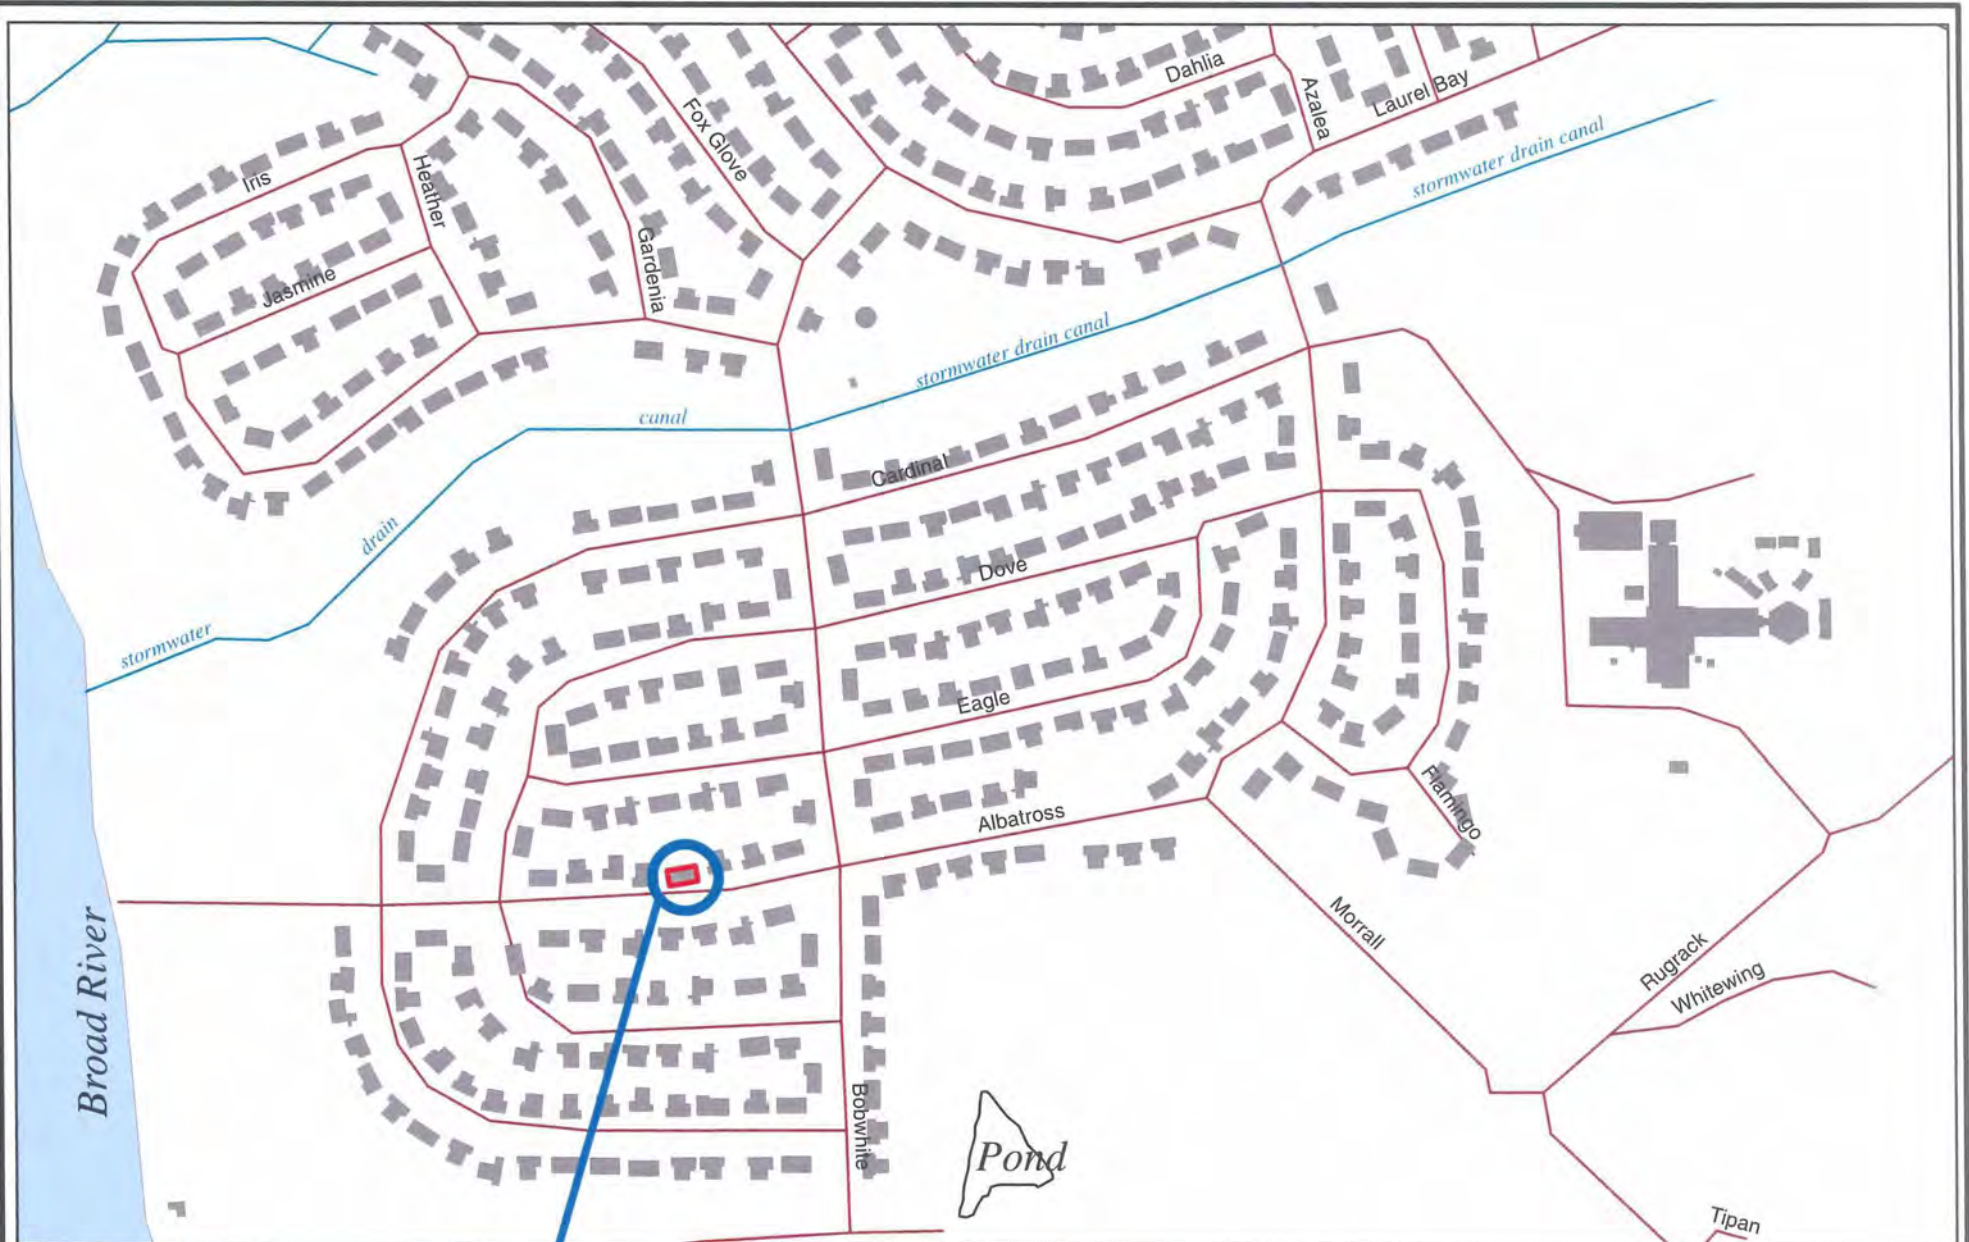 Dahlia
Azalea
Laurel Bay
Fox Glove
stormwater drain canal
Iris
Heather
Gardenia
Jasmine
stormwater drain canal
canal
Cardinal
drain
Dove
stormwater
Eagle
Flamingo
Albatross
Morrall
Rugrack
Whitewing
Broad River
Bobwhite
Pond
Tipan